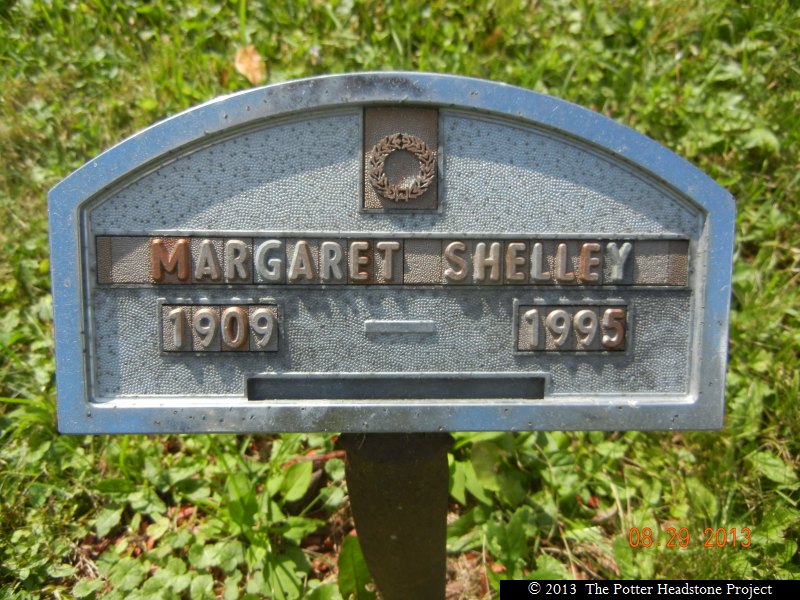 MARGARET SHELLEY
1909 — 1995
08.29.2013
© 2013 The Potter Headstone Project